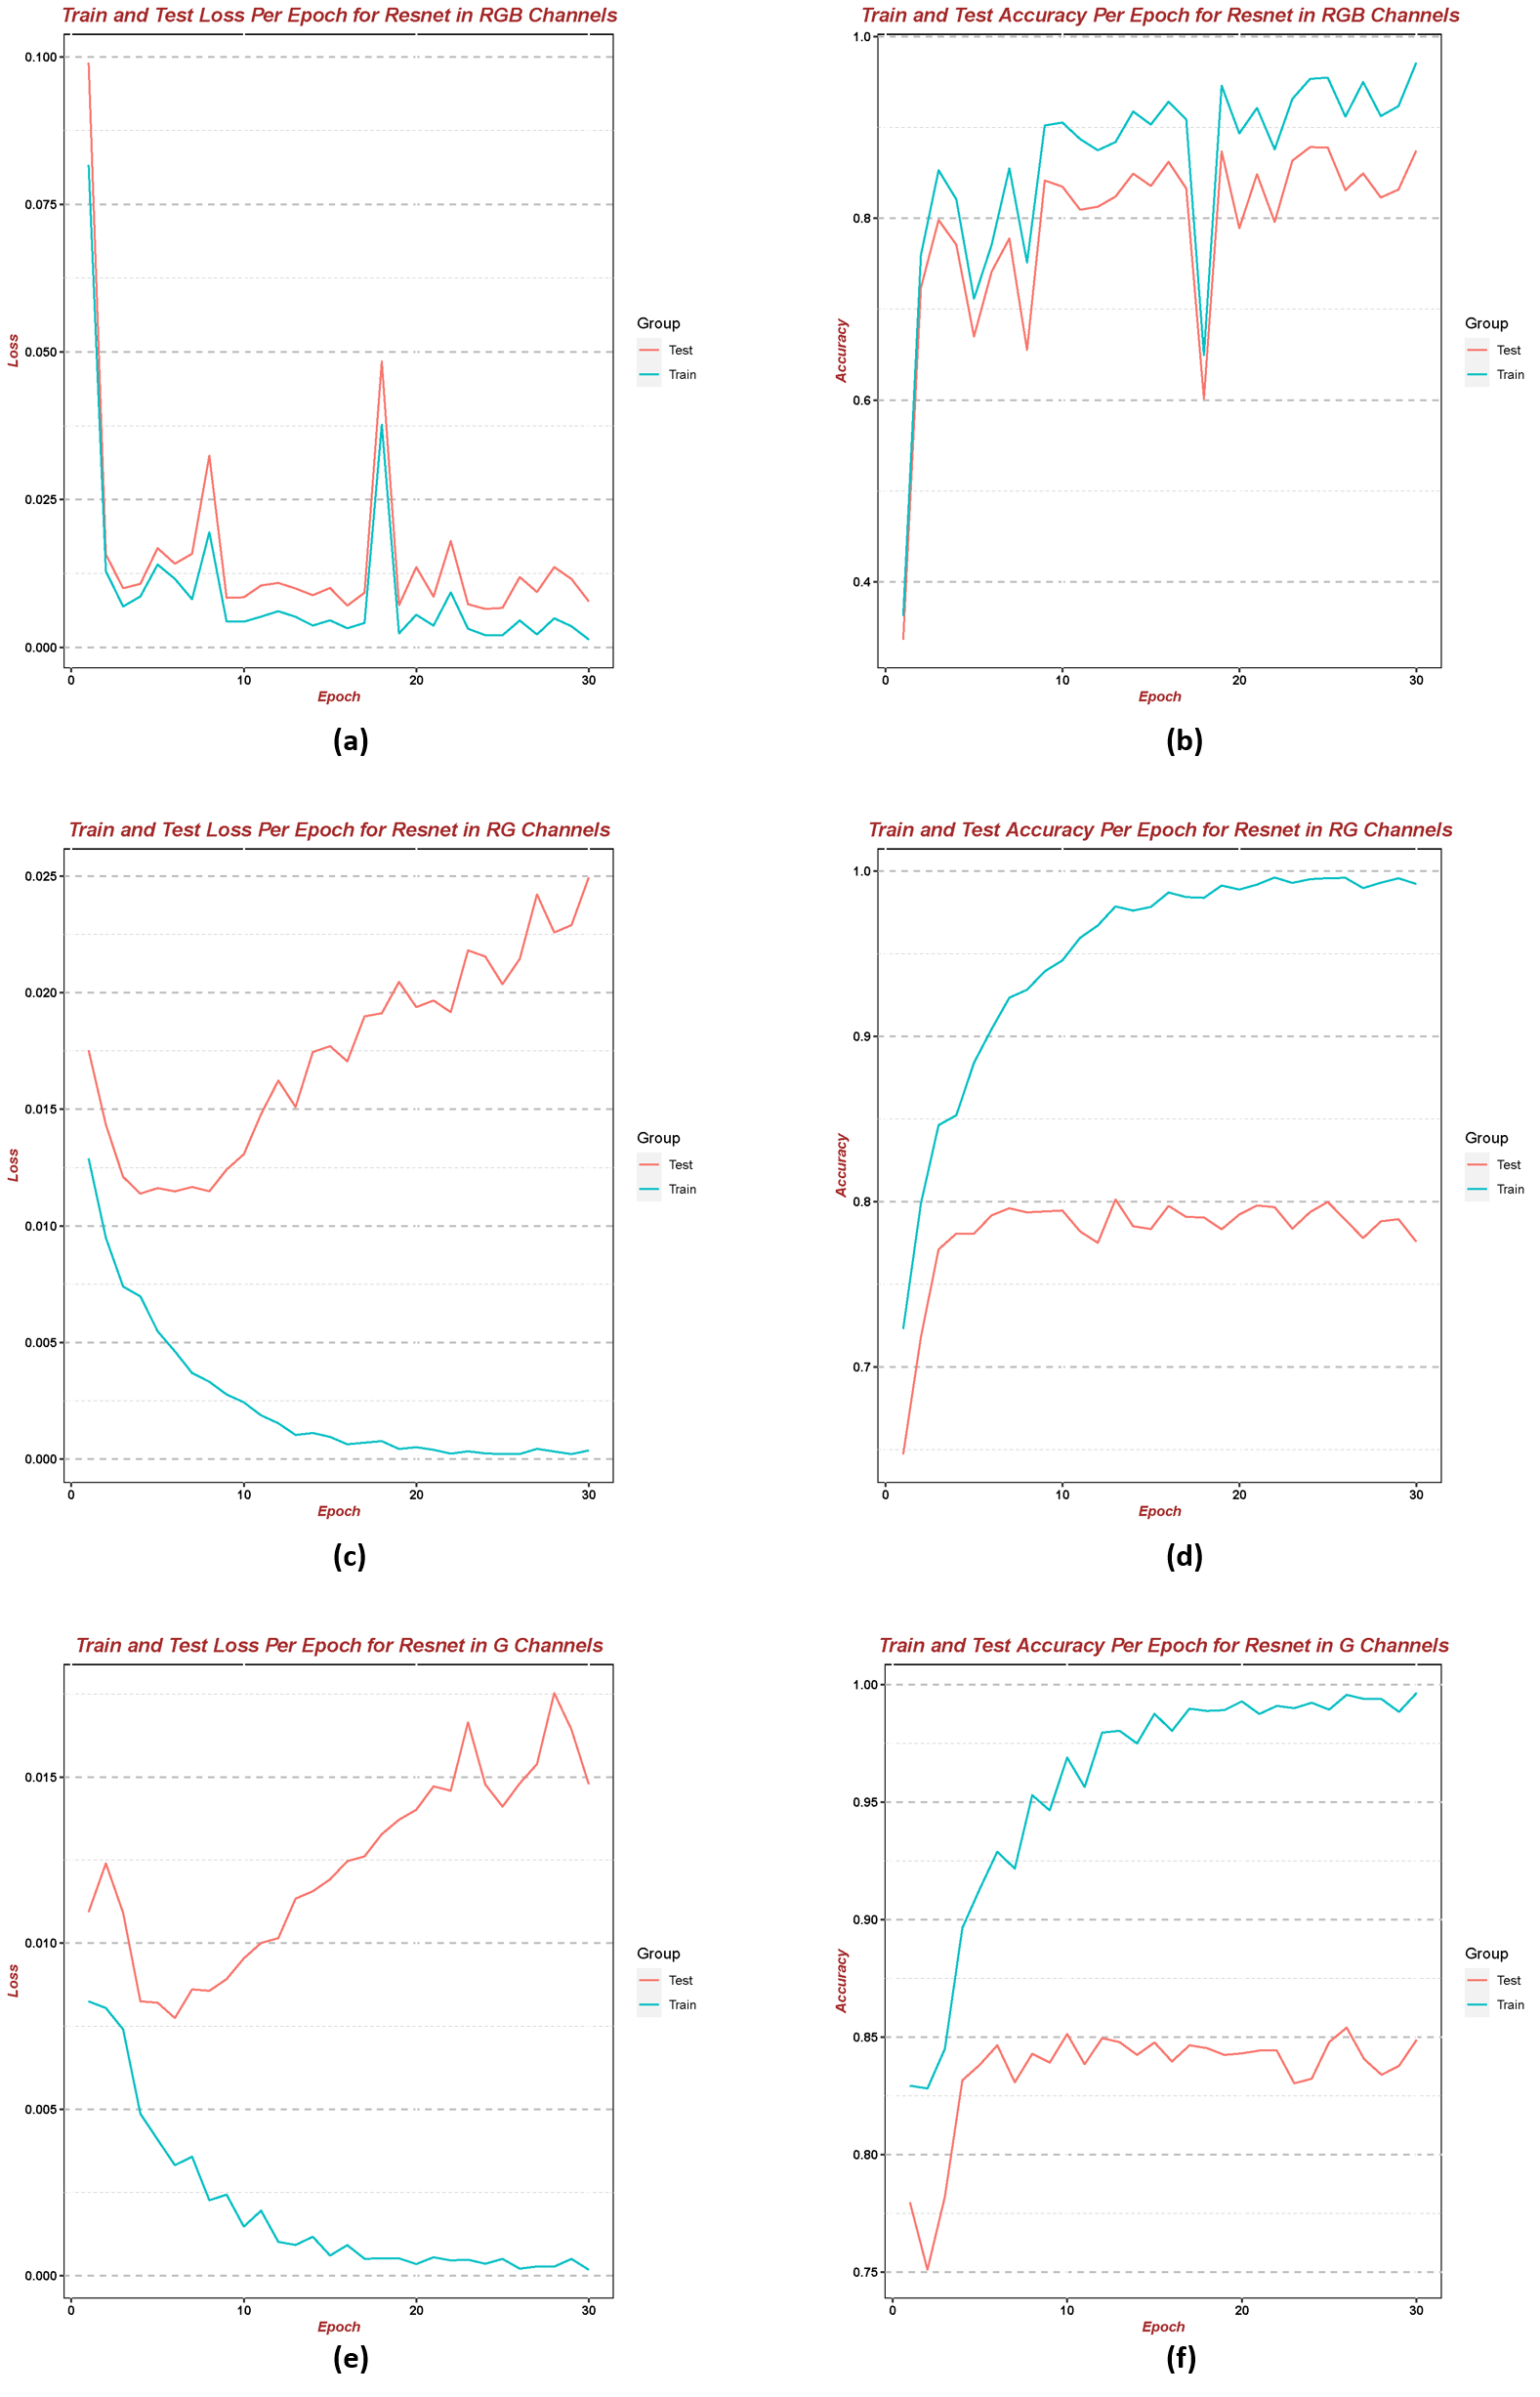 Train and Test Loss Per Epoch for Resnet in RGB Channels
0.100
0.075
0.050
0.025
0.000
Loss
0 10 20 30
Epoch
Group
Test
Train
(a)
Train and Test Accuracy Per Epoch for Resnet in RGB Channels
1.0
0.8
0.6
0.4
Accuracy
0 10 20 30
Epoch
Group
Test
Train
(b)
Train and Test Loss Per Epoch for Resnet in RG Channels
0.025
0.020
0.015
0.010
0.005
0.000
Loss
0 10 20 30
Epoch
Group
Test
Train
(c)
Train and Test Accuracy Per Epoch for Resnet in RG Channels
1.0
0.9
0.8
0.7
Accuracy
0 10 20 30
Epoch
Group
Test
Train
(d)
Train and Test Loss Per Epoch for Resnet in G Channels
0.015
0.010
0.005
0.000
Loss
0 10 20 30
Epoch
Group
Test
Train
(e)
Train and Test Accuracy Per Epoch for Resnet in G Channels
1.00
0.95
0.90
0.85
0.80
0.75
Accuracy
0 10 20 30
Epoch
Group
Test
Train
(f)